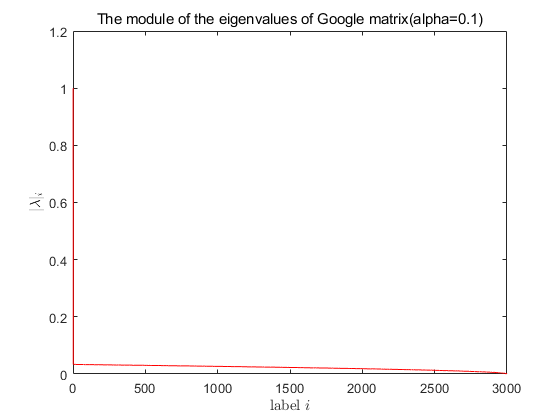 The module of the eigenvalues of Google matrix(alpha=0.1)
1.2
1
0.8
0.6
0.4
0.2
0
|λ|ᵢ
0 500 1000 1500 2000 2500 3000
label i